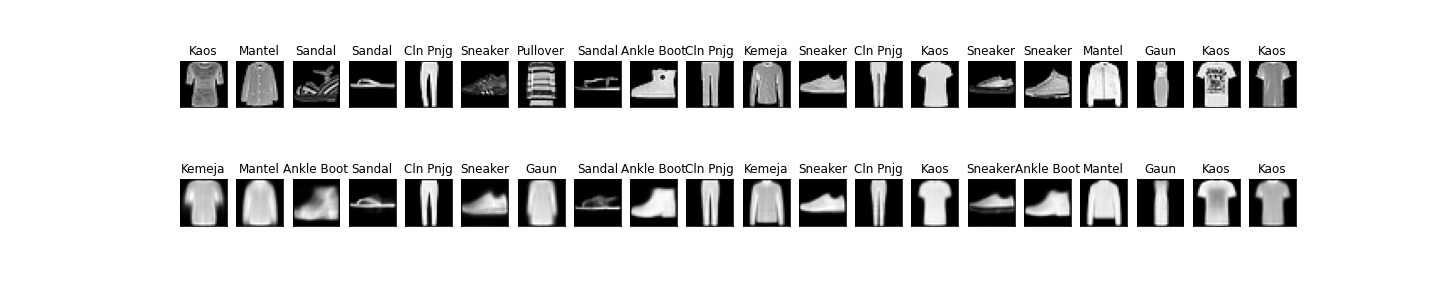 Kaos Mantel Sandal Sandal Cln Pnjg Sneaker Pullover Sandal Ankle Boot Cln Pnjg Kemeja Sneaker Cln Pnjg Kaos Sneaker Sneaker Mantel Gaun Kaos Kaos
Kemeja Mantel Ankle Boot Sandal Cln Pnjg Sneaker Gaun Sandal Ankle Boot Cln Pnjg Kemeja Sneaker Cln Pnjg Kaos Sneaker Ankle Boot Mantel Gaun Kaos Kaos